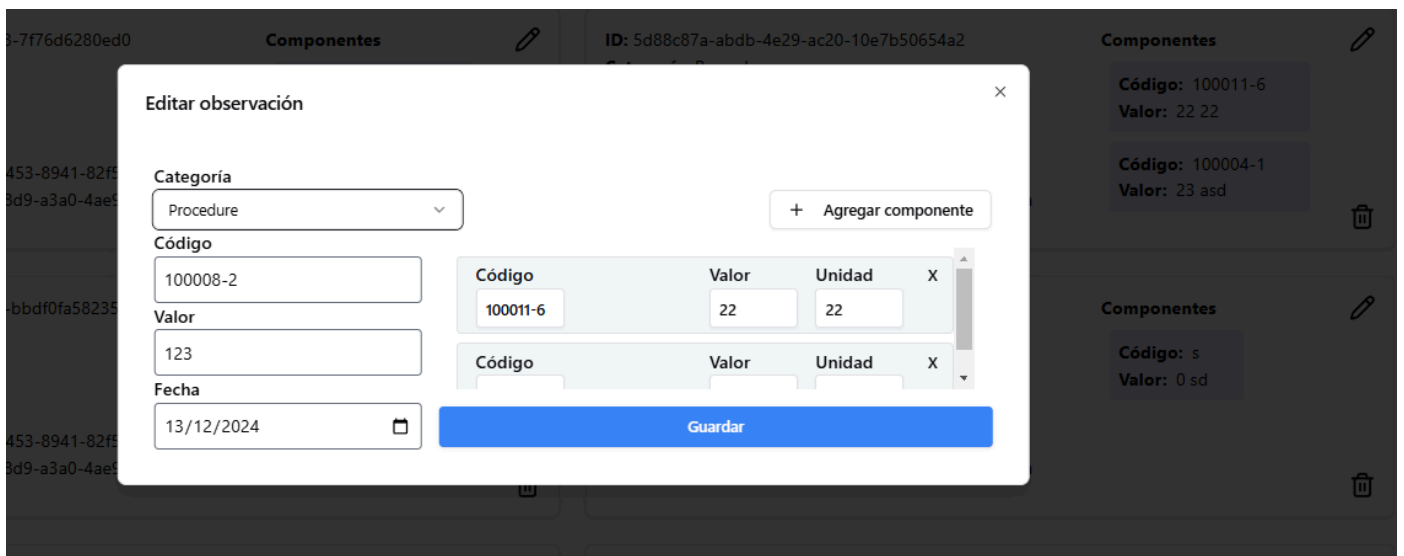 3-7f76d6280ed0
Componentes
ID: 5d88c87a-abdb-4e29-ac20-10e7b50654a2
Componentes
Código: 100011-6
Valor: 22 22
Código: 100004-1
Valor: 23 asd
453-8941-82f5
3d9-a3a0-4ae9
Editar observación
×
Categoría
Procedure
+ Agregar componente
Código
100008-2
Valor
123
Fecha
13/12/2024
Código Valor Unidad X
100011-6 22 22
Código Valor Unidad X
Guardar
-bbdf0fa58235
Componentes
Código: s
Valor: 0 sd
453-8941-82f5
3d9-a3a0-4ae9